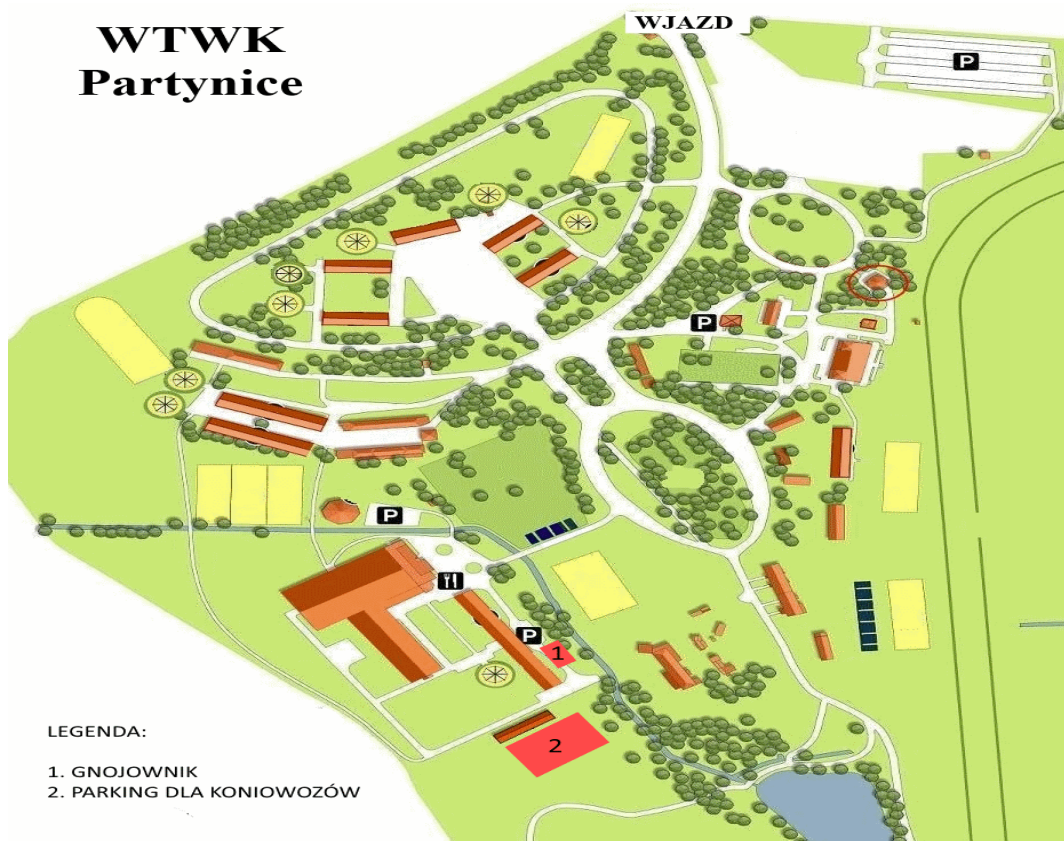 WTWK
Partynice
WJAZD
P
P
P
P
1
2
LEGENDA:
1. GNOJOWNIK
2. PARKING DLA KONIOWOZÓW